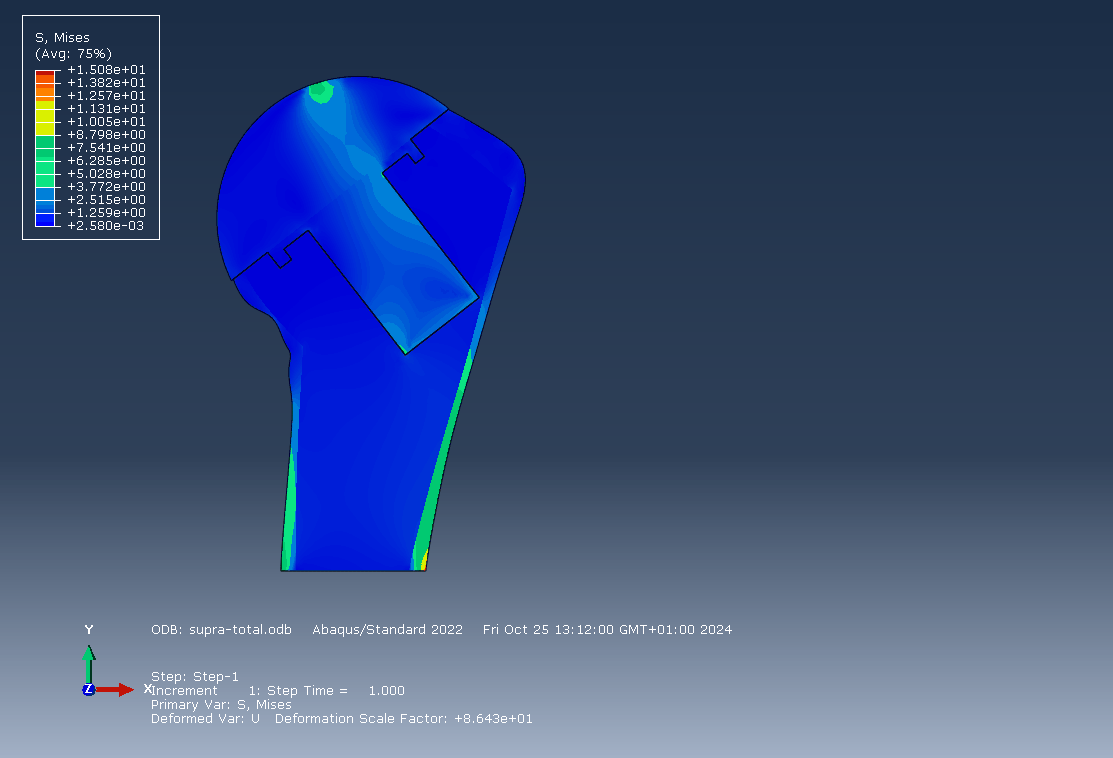 S, Mises
(Avg: 75%)
+1.508e+01
+1.382e+01
+1.257e+01
+1.131e+01
+1.005e+01
+8.798e+00
+7.541e+00
+6.285e+00
+5.028e+00
+3.772e+00
+2.515e+00
+1.259e+00
+2.580e-03
Y
Z
X
ODB: supra-total.odb Abaqus/Standard 2022 Fri Oct 25 13:12:00 GMT+01:00 2024
Step: Step-1
Increment 1: Step Time = 1.000
Primary Var: S, Mises
Deformed Var: U Deformation Scale Factor: +8.643e+01